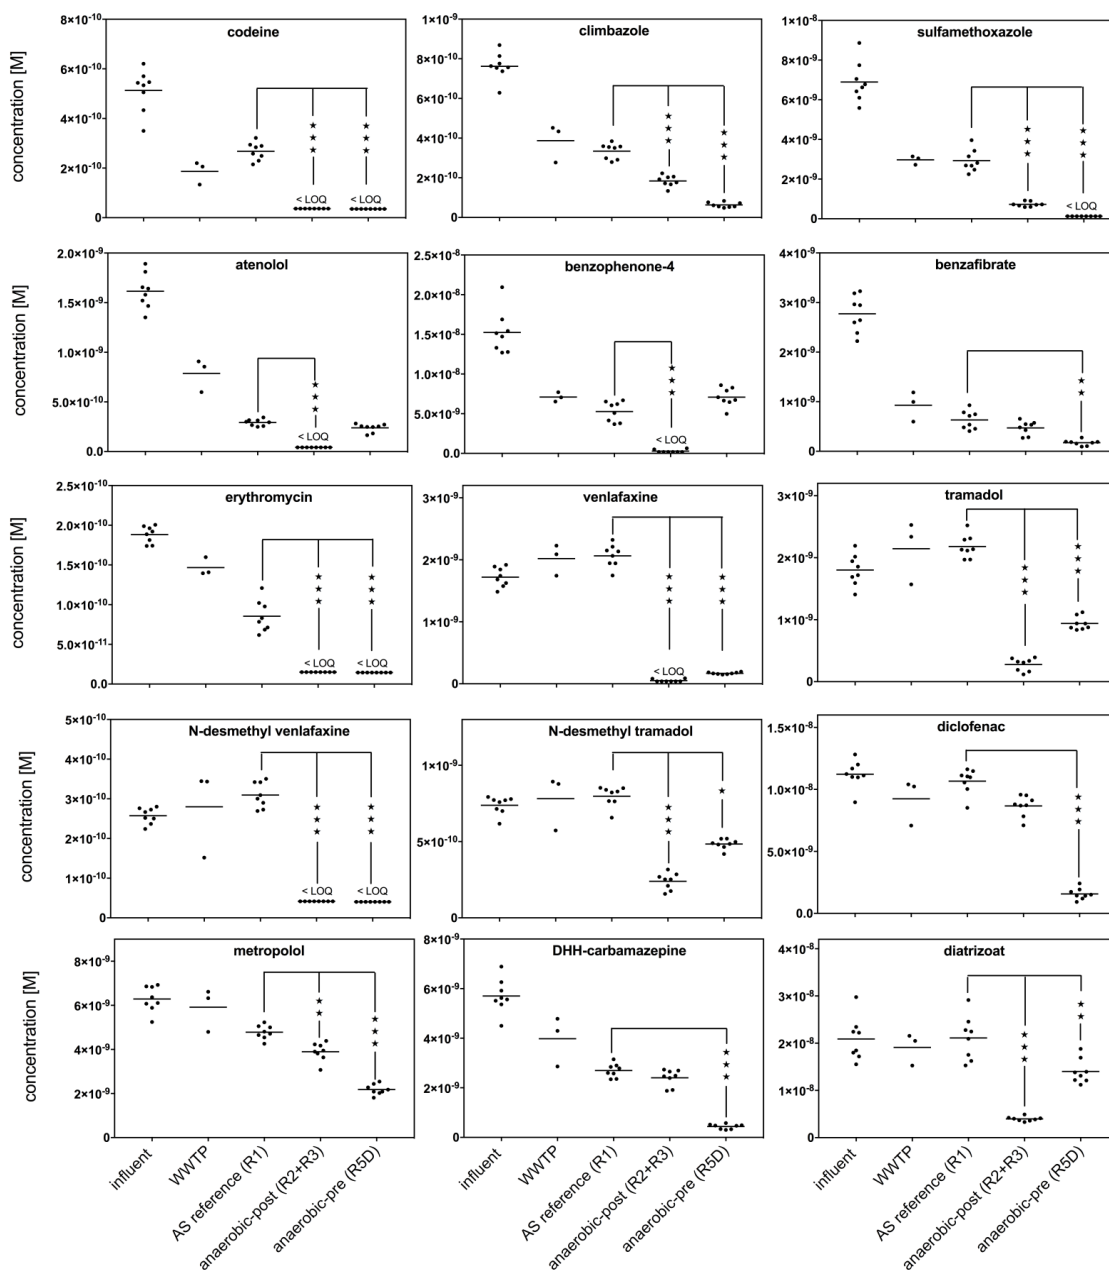 codeine
8×10⁻¹⁰
6×10⁻¹⁰
4×10⁻¹⁰
2×10⁻¹⁰
0
concentration [M]
< LOQ
< LOQ
climbazole
1×10⁻⁹
8×10⁻¹⁰
6×10⁻¹⁰
4×10⁻¹⁰
2×10⁻¹⁰
0
sulfamethoxazole
1×10⁻⁸
8×10⁻⁹
6×10⁻⁹
4×10⁻⁹
2×10⁻⁹
0
< LOQ
atenolol
2.0×10⁻⁹
1.5×10⁻⁹
1.0×10⁻⁹
5.0×10⁻¹⁰
0.0
concentration [M]
< LOQ
benzophenone-4
2.5×10⁻⁸
2.0×10⁻⁸
1.5×10⁻⁸
1.0×10⁻⁸
5.0×10⁻⁹
0.0
< LOQ
benzafibrate
4×10⁻⁹
3×10⁻⁹
2×10⁻⁹
1×10⁻⁹
0
erythromycin
2.5×10⁻¹⁰
2.0×10⁻¹⁰
1.5×10⁻¹⁰
1.0×10⁻¹⁰
5.0×10⁻¹¹
0.0
concentration [M]
< LOQ
< LOQ
venlafaxine
3×10⁻⁹
2×10⁻⁹
1×10⁻⁹
0
< LOQ
tramadol
3×10⁻⁹
2×10⁻⁹
1×10⁻⁹
0
N-desmethyl venlafaxine
5×10⁻¹⁰
4×10⁻¹⁰
3×10⁻¹⁰
2×10⁻¹⁰
1×10⁻¹⁰
0
concentration [M]
< LOQ
< LOQ
N-desmethyl tramadol
1×10⁻⁹
5×10⁻¹⁰
0
diclofenac
1.5×10⁻⁸
1.0×10⁻⁸
5.0×10⁻⁹
0.0
metropolol
8×10⁻⁹
6×10⁻⁹
4×10⁻⁹
2×10⁻⁹
0
concentration [M]
DHH-carbamazepine
8×10⁻⁹
6×10⁻⁹
4×10⁻⁹
2×10⁻⁹
0
diatrizoat
4×10⁻⁸
3×10⁻⁸
2×10⁻⁸
1×10⁻⁸
0
influent
WWTP
AS reference (R1)
anaerobic-post (R2+R3)
anaerobic-pre (R5D)
influent
WWTP
AS reference (R1)
anaerobic-post (R2+R3)
anaerobic-pre (R5D)
influent
WWTP
AS reference (R1)
anaerobic-post (R2+R3)
anaerobic-pre (R5D)